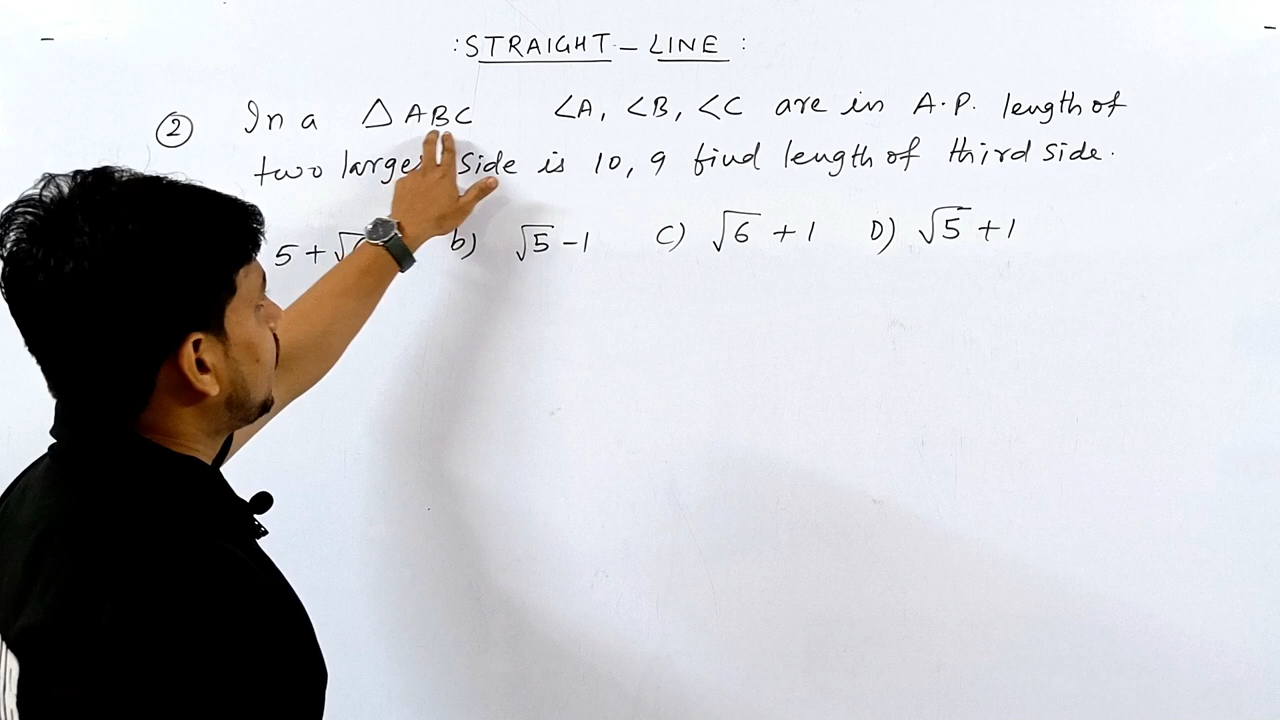 : STRAIGHT - LINE :
② In a △ABC <A, <B, <C are in A.P. length of
two large side is 10, 9 find length of third side.
5+√ b) √5 -1 C) √6 +1 D) √5 +1